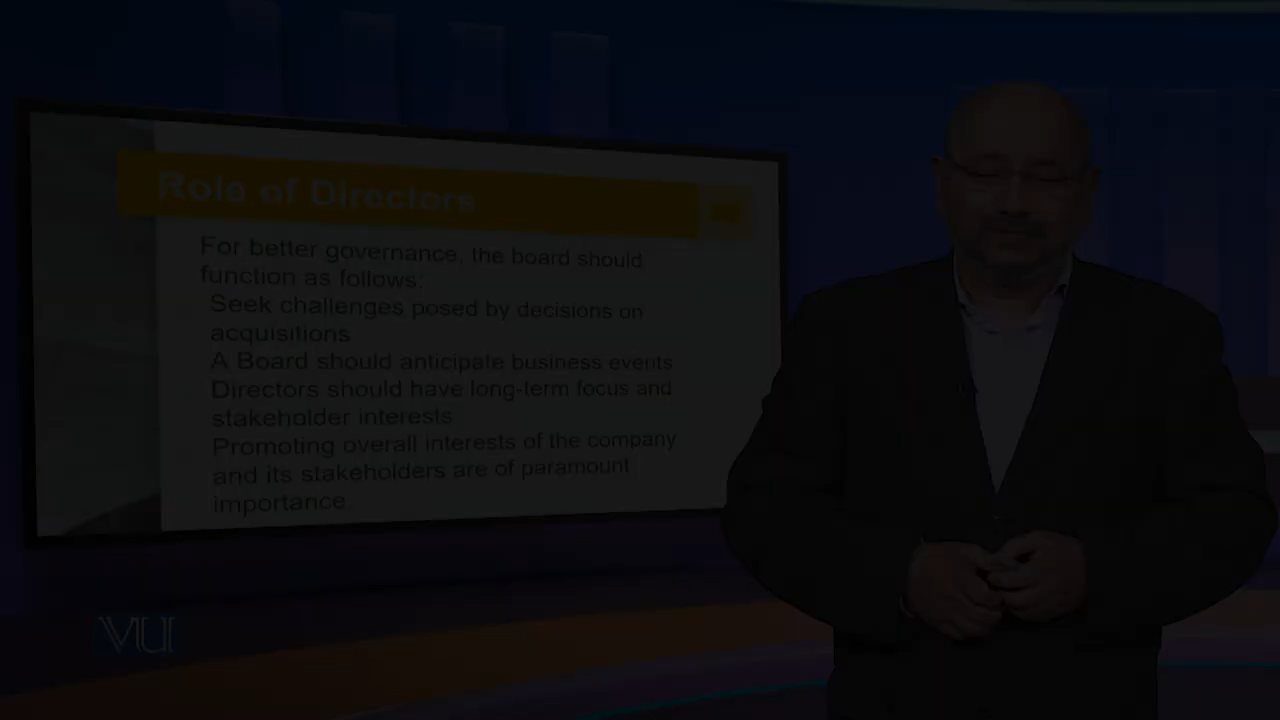 Role of Directors
For better governance, the board should
function as follows:
Seek challenges posed by decisions on
acquisitions
A Board should anticipate business events
Directors should have long-term focus and
stakeholder interests
Promoting overall interests of the company
and its stakeholders are of paramount
importance
VU